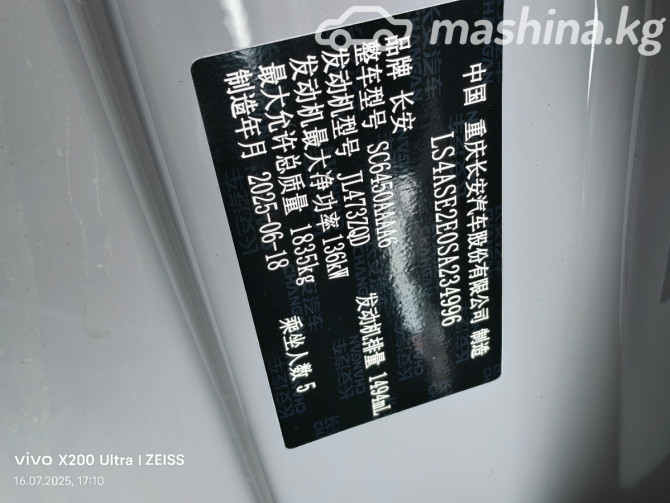 mashina.kg
中国 重庆长安汽车股份有限公司 制造
LS4ASE2E0SA234996
品牌 长安
整车型号 SC6450AAAA6
发动机型号 JL473ZQD 发动机排量 1494mL
发动机最大净功率 136kW
最大允许总质量 1835kg 乘坐人数 5
制造年月 2025-06-18
vivo X200 Ultra | ZEISS
16.07.2025, 17:10